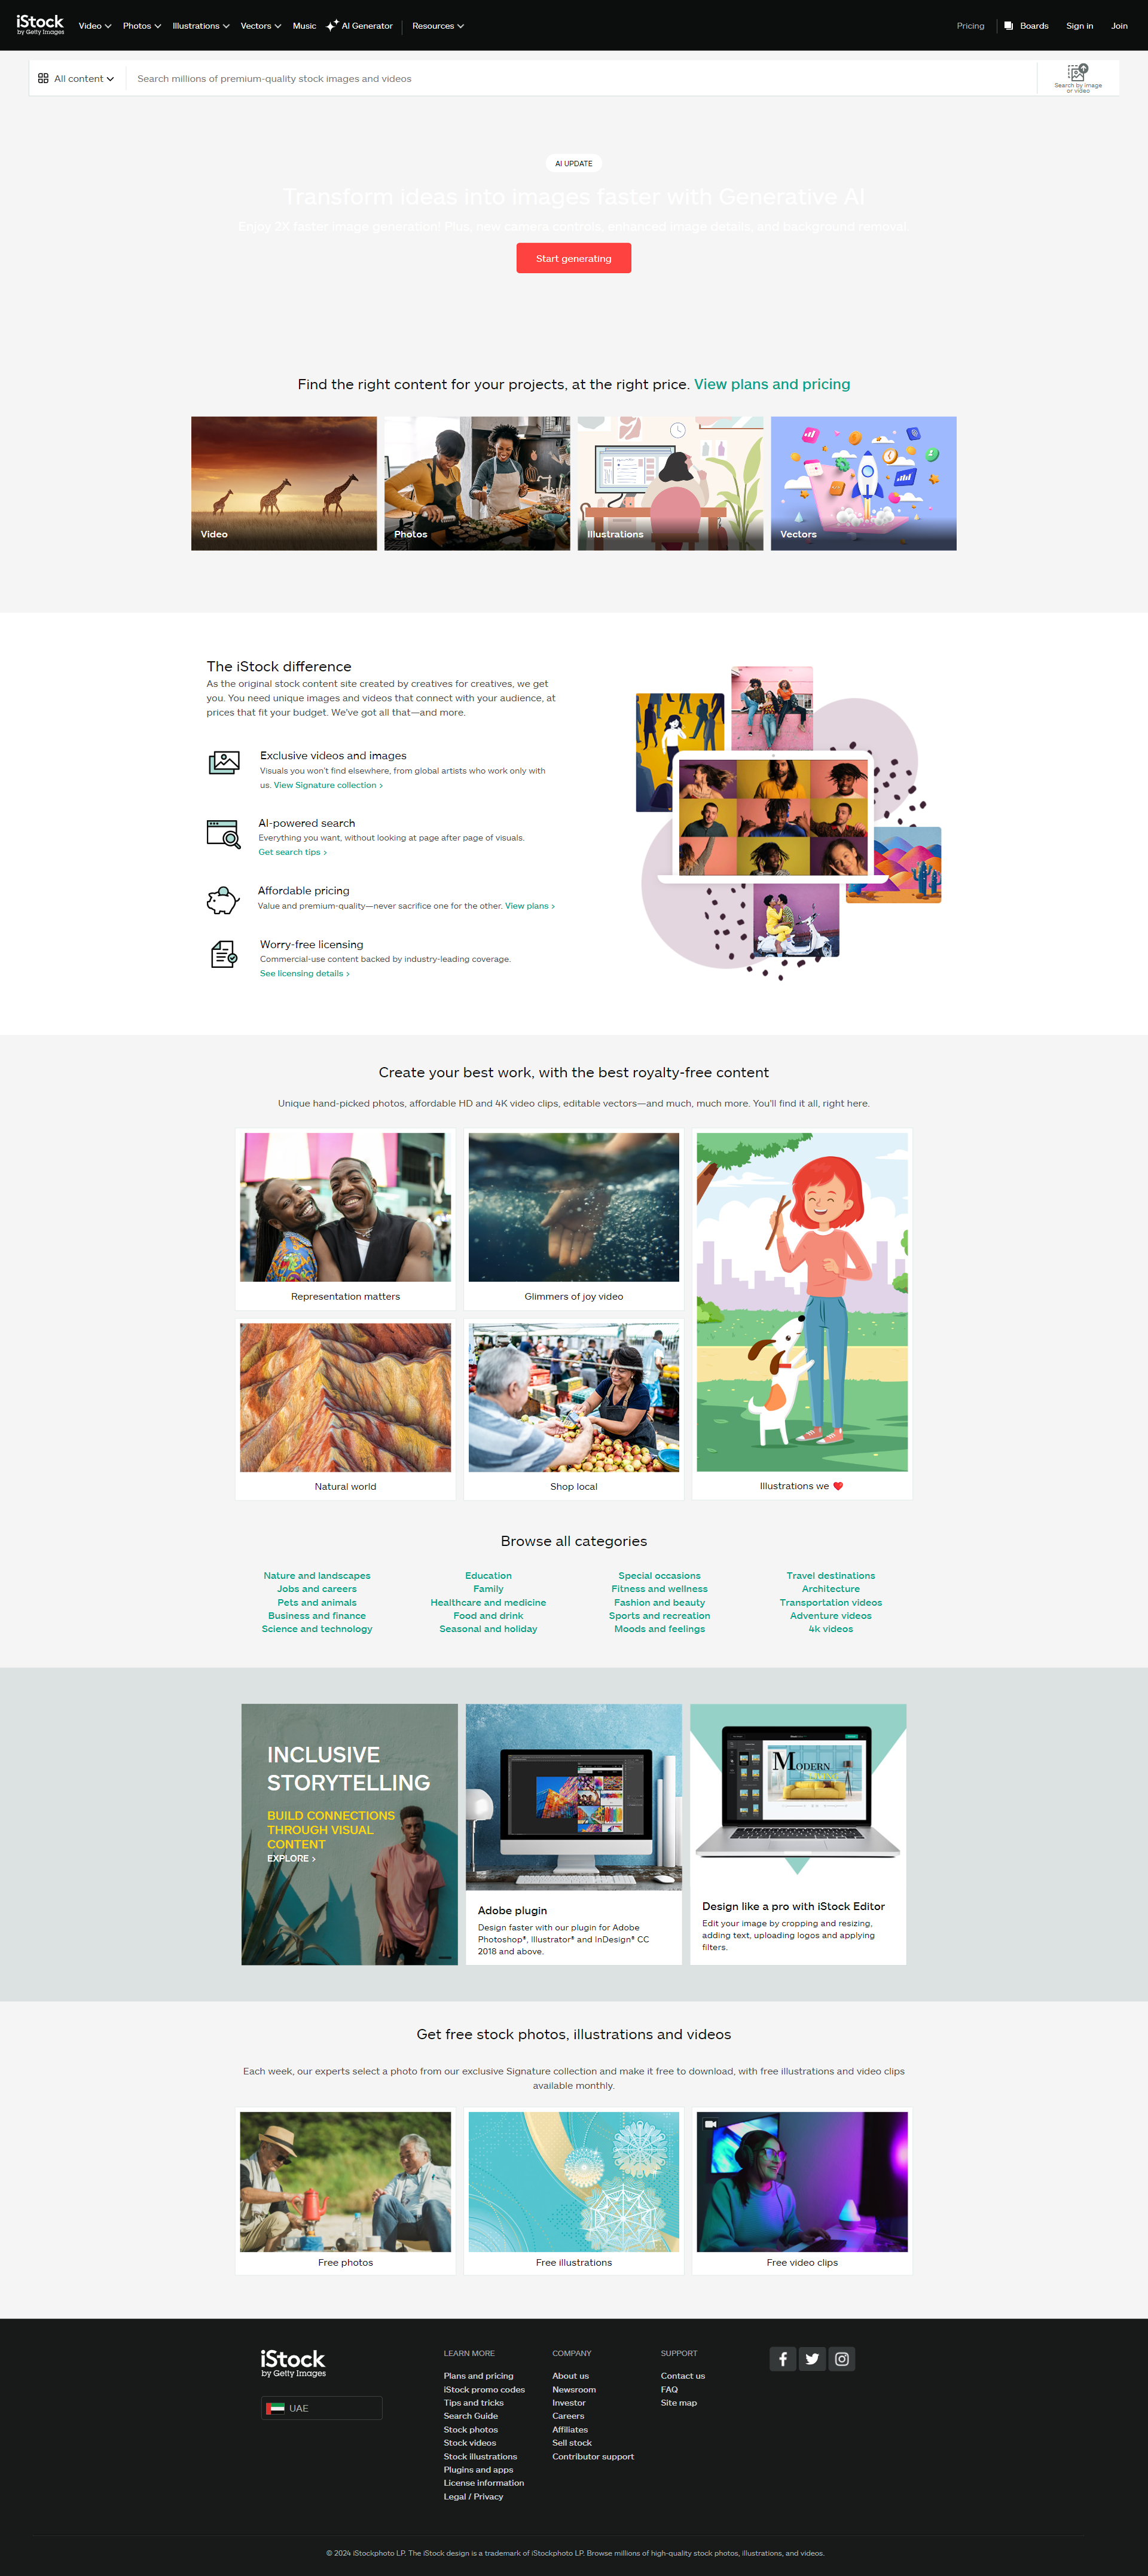 iStock
by Getty Images
Video Photos Illustrations Vectors Music AI Generator Resources Pricing Boards Sign in Join
All content Search millions of premium-quality stock images and videos
Search by image
or video
AI UPDATE
Transform ideas into images faster with Generative AI
Enjoy 2X faster image generation! Plus, new camera controls, enhanced image details, and background removal.
Start generating
Find the right content for your projects, at the right price. View plans and pricing
Video Photos Illustrations Vectors
The iStock difference
As the original stock content site created by creatives for creatives, we get
you. You need unique images and videos that connect with your audience, at
prices that fit your budget. We've got all that—and more.
Exclusive videos and images
Visuals you won't find elsewhere, from global artists who work only with
us. View Signature collection >
AI-powered search
Everything you want, without looking at page after page of visuals.
Get search tips >
Affordable pricing
Value and premium-quality—never sacrifice one for the other. View plans >
Worry-free licensing
Commercial-use content backed by industry-leading coverage.
See licensing details >
Create your best work, with the best royalty-free content
Unique hand-picked photos, affordable HD and 4K video clips, editable vectors—and much, much more. You'll find it all, right here.
Representation matters
Glimmers of joy video
Natural world
Shop local
Illustrations we ❤️
Browse all categories
Nature and landscapes Education Special occasions Travel destinations
Jobs and careers Family Fitness and wellness Architecture
Pets and animals Healthcare and medicine Fashion and beauty Transportation videos
Business and finance Food and drink Sports and recreation Adventure videos
Science and technology Seasonal and holiday Moods and feelings 4k videos
INCLUSIVE
STORYTELLING
BUILD CONNECTIONS
THROUGH VISUAL
CONTENT
EXPLORE >
Adobe plugin
Design faster with our plugin for Adobe
Photoshop®, Illustrator® and InDesign® CC
2018 and above.
MODERN
Design like a pro with iStock Editor
Edit your image by cropping and resizing,
adding text, uploading logos and applying
filters.
Get free stock photos, illustrations and videos
Each week, our experts select a photo from our exclusive Signature collection and make it free to download, with free illustrations and video clips
available monthly.
Free photos
Free illustrations
Free video clips
iStock
by Getty Images
UAE
LEARN MORE
Plans and pricing
iStock promo codes
Tips and tricks
Search Guide
Stock photos
Stock videos
Stock illustrations
Plugins and apps
License information
Legal / Privacy
COMPANY
About us
Newsroom
Investor
Careers
Affiliates
Sell stock
Contributor support
SUPPORT
Contact us
FAQ
Site map
© 2024 iStockphoto LP. The iStock design is a trademark of iStockphoto LP. Browse millions of high-quality stock photos, illustrations, and videos.